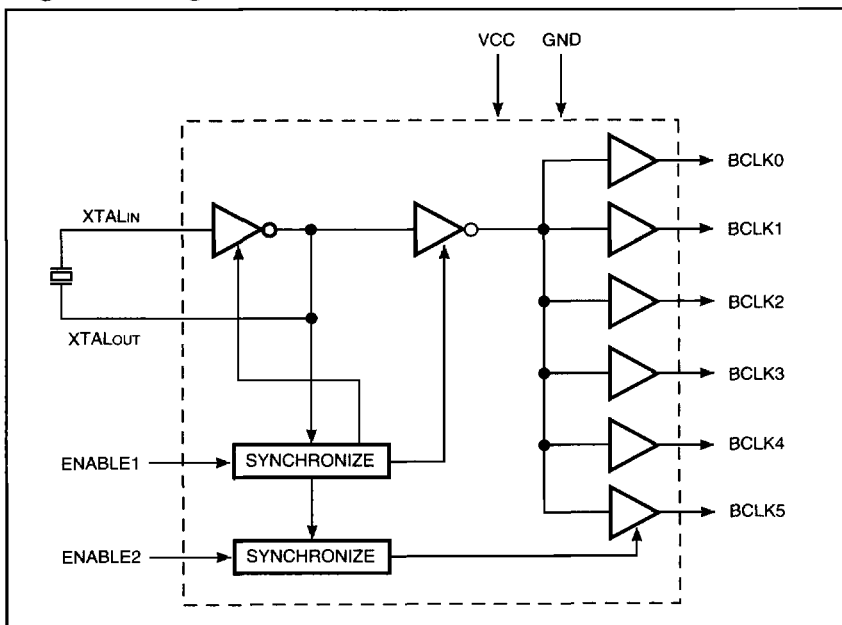 VCC GND
BCLK0
XTALIN
BCLK1
BCLK2
XTALOUT
BCLK3
BCLK4
ENABLE1
SYNCHRONIZE
BCLK5
ENABLE2
SYNCHRONIZE